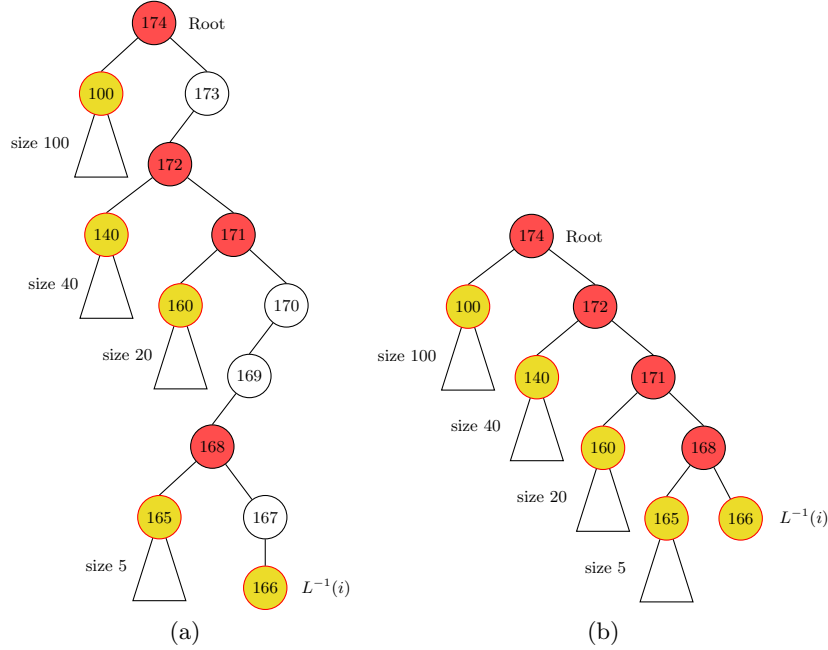 174 Root
100 173
size 100
172
140 171
size 40
160 170
size 20
169
168
165 167
size 5
166 L⁻¹(i)
(a)
174 Root
100 172
size 100
140 171
size 40
160 168
size 20
165 166 L⁻¹(i)
size 5
(b)